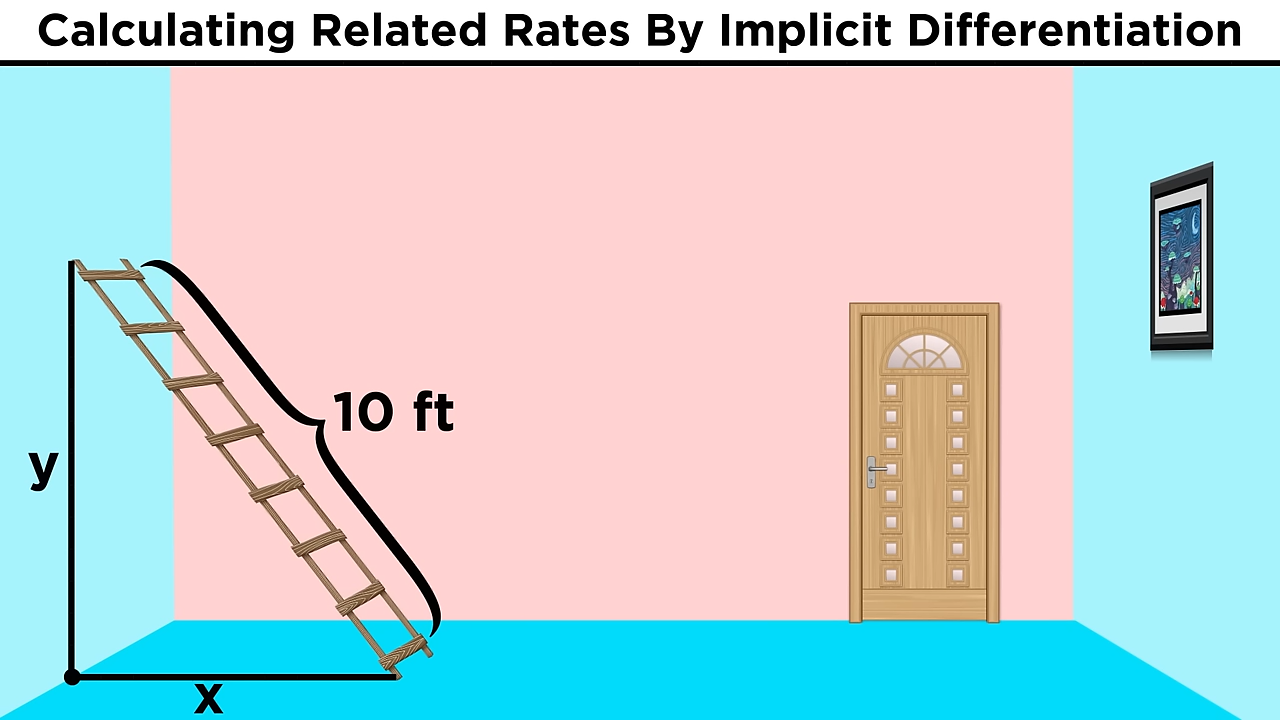 Calculating Related Rates By Implicit Differentiation
10 ft
y
x